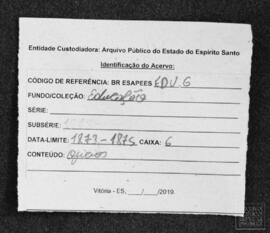 Entidade Custodiadora: Arquivo Público do Estado do Espírito Santo
Identificação do Acervo:
CÓDIGO DE REFERÊNCIA: BR ESAPEES EDU.6
FUNDO/COLEÇÃO: Educação
SÉRIE:
SUBSÉRIE:
DATA-LIMITE: 1873-1875 CAIXA: 6
CONTEÚDO: Ofícios
Vitória - ES, ___/___/2019.